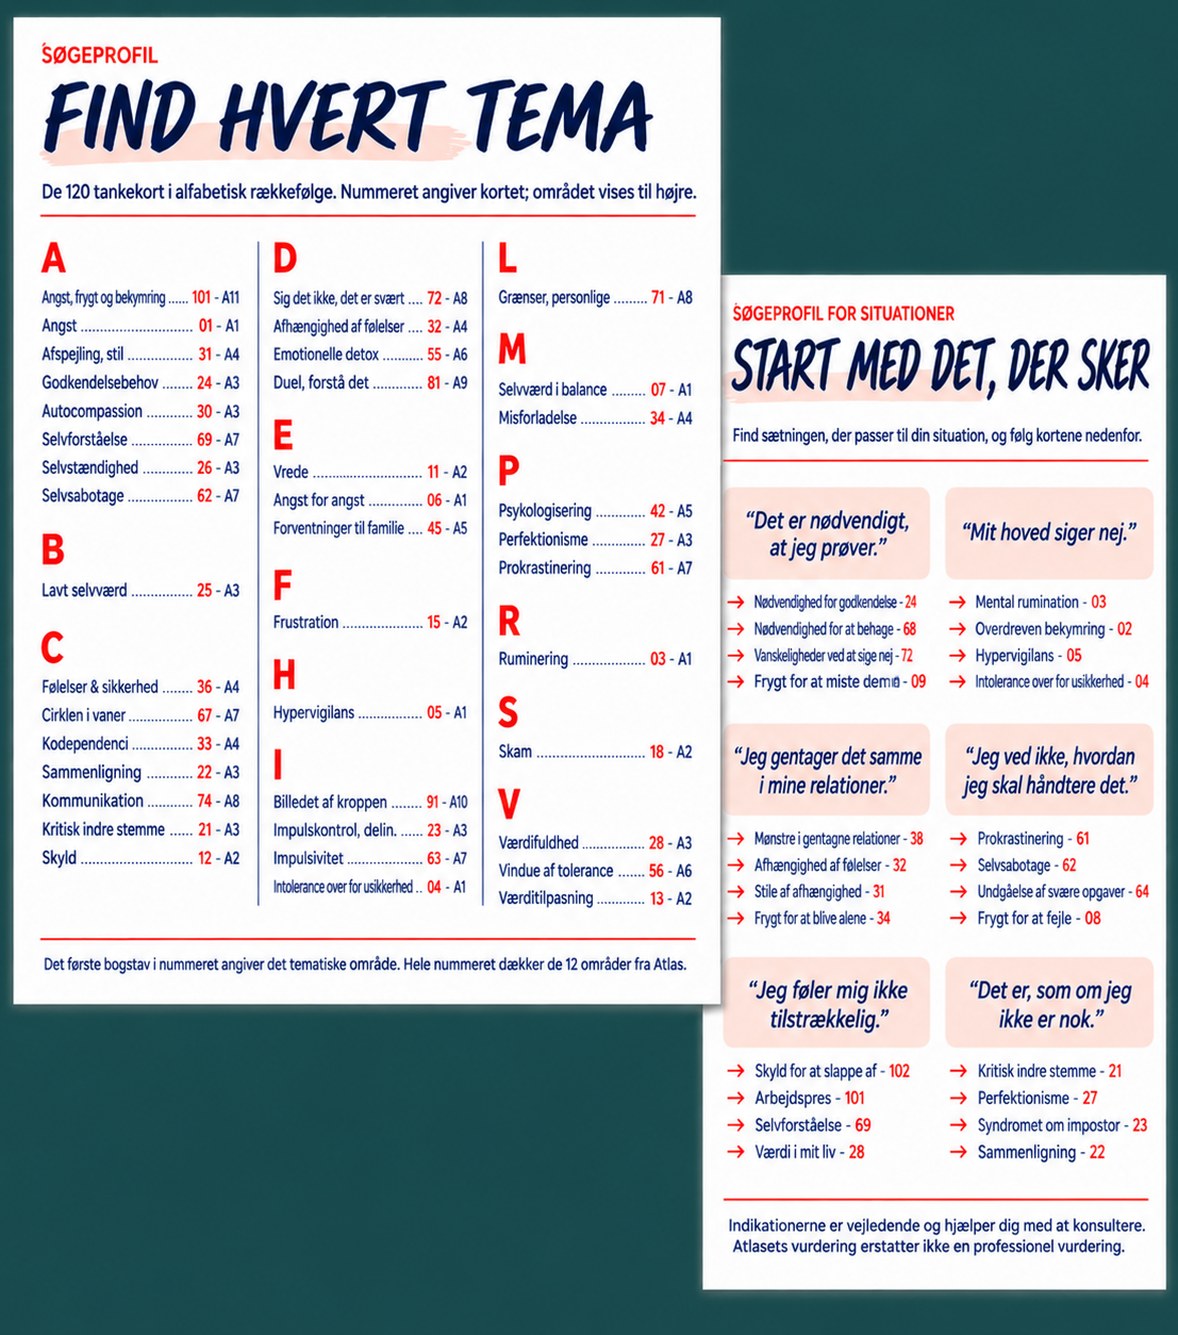 SØGEPROFIL
FIND HVERT TEMA
De 120 tankekort i alfabetisk rækkefølge. Nummeret angiver kortet; området vises til højre.
A
Angst, frygt og bekymring ...... 101 - A11
Angst ........................ 01 - A1
Afspejling, stil ............... 31 - A4
Godkendelsebehov ........ 24 - A3
Autocompassion ........... 30 - A3
Selvforståelse ............... 69 - A7
Selvstændighed ............ 26 - A3
Selvsabotage ................ 62 - A7
B
Lavt selvværd ............... 25 - A3
C
Følelser & sikkerhed ........ 36 - A4
Cirklen i vaner ................ 67 - A7
Kodependenci ............... 33 - A4
Sammenligning ............ 22 - A3
Kommunikation ............. 74 - A8
Kritisk indre stemme ...... 21 - A3
Skyld ............................ 12 - A2
D
Sig det ikke, det er svært .... 72 - A8
Afhængighed af følelser .... 32 - A4
Emotionelle detox .......... 55 - A6
Duel, forstå det ............. 81 - A9
E
Vrede ............................ 11 - A2
Angst for angst .............. 06 - A1
Forventninger til familie .... 45 - A5
F
Frustration .................... 15 - A2
H
Hypervigilans ................ 05 - A1
I
Billedet af kroppen ........ 91 - A10
Impulskontrol, delin. ...... 23 - A3
Impulsivitet ................... 63 - A7
Intolerance over for usikkerhed .. 04 - A1
L
Grænser, personlige ......... 71 - A8
M
Selvværd i balance ......... 07 - A1
Misforladelse ................ 34 - A4
P
Psykologisering ............. 42 - A5
Perfektionisme .............. 27 - A3
Prokrastinering ............. 61 - A7
R
Ruminering ................... 03 - A1
S
Skam ............................ 18 - A2
V
Værdifuldhed ................ 28 - A3
Vindue af tolerance ....... 56 - A6
Værditilpasning ............. 13 - A2
Det første bogstav i nummeret angiver det tematiske område. Hele nummeret dækker de 12 områder fra Atlas.
SØGEPROFIL FOR SITUATIONER
START MED DET, DER SKER
Find sætningen, der passer til din situation, og følg kortene nedenfor.
“Det er nødvendigt,
at jeg prøver.”
→ Nødvendighed for godkendelse - 24
→ Nødvendighed for at behage - 68
→ Vanskeligheder ved at sige nej - 72
→ Frygt for at miste - 09
“Mit hoved siger nej.”
→ Mental rumination - 03
→ Overdreven bekymring - 02
→ Hypervigilans - 05
→ Intolerance over for usikkerhed - 04
“Jeg gentager det samme
i mine relationer.”
→ Mønstre i gentagne relationer - 38
→ Afhængighed af følelser - 32
→ Stile af afhængighed - 31
→ Frygt for at blive alene - 34
“Jeg ved ikke, hvordan
jeg skal håndtere det.”
→ Prokrastinering - 61
→ Selvsabotage - 62
→ Undgåelse af svære opgaver - 64
→ Frygt for at fejle - 08
“Jeg føler mig ikke
tilstrækkelig.”
→ Skyld for at slappe af - 102
→ Arbejdspres - 101
→ Selvforståelse - 69
→ Værdi i mit liv - 28
“Det er, som om jeg
ikke er nok.”
→ Kritisk indre stemme - 21
→ Perfektionisme - 27
→ Syndromet om impostor - 23
→ Sammenligning - 22
Indikationerne er vejledende og hjælper dig med at konsultere.
Atlasets vurdering erstatter ikke en professionel vurdering.